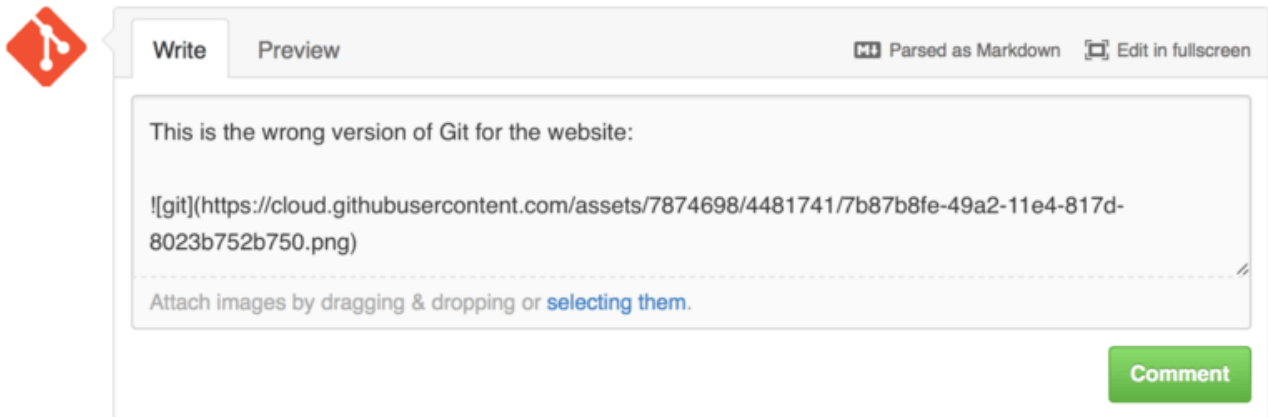 Write Preview Parsed as Markdown Edit in fullscreen
This is the wrong version of Git for the website:
![git](https://cloud.githubusercontent.com/assets/7874698/4481741/7b87b8fe-49a2-11e4-817d-
8023b752b750.png)
Attach images by dragging & dropping or selecting them.
Comment